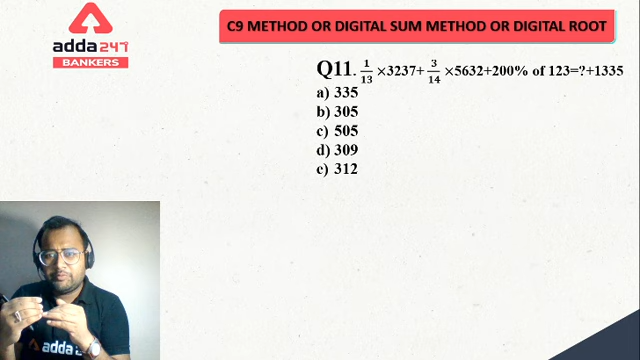 C9 METHOD OR DIGITAL SUM METHOD OR DIGITAL ROOT
adda247
BANKERS
Q11. 1/13 ×3237+ 3/14 ×5632+200% of 123=?+1335
a) 335
b) 305
c) 505
d) 309
e) 312
adda